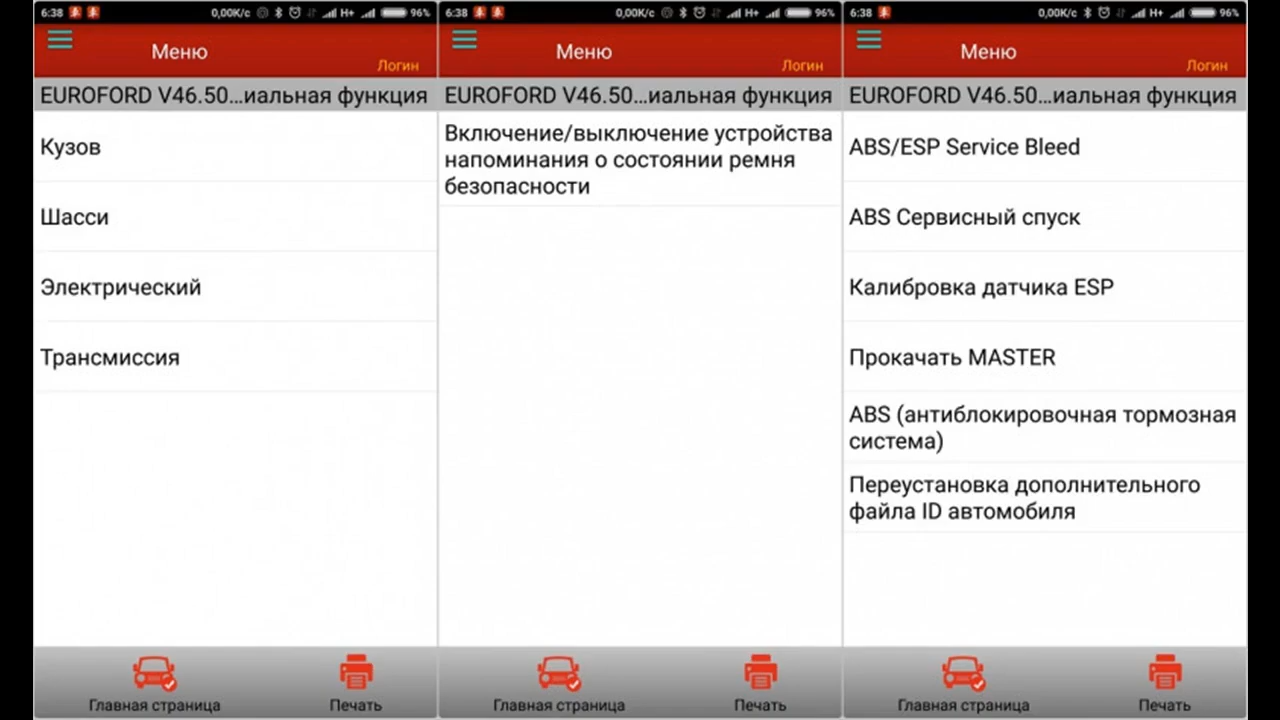 6:38
0,00K/c
H+
96%
Меню
Логин
EUROFORD V46.50...иальная функция
Кузов
Шасси
Электрический
Трансмиссия
Главная страница
Печать
6:38
0,00K/c
H+
96%
Меню
Логин
EUROFORD V46.50...иальная функция
Включение/выключение устройства
напоминания о состоянии ремня
безопасности
Главная страница
Печать
6:38
0,00K/c
H+
96%
Меню
Логин
EUROFORD V46.50...иальная функция
ABS/ESP Service Bleed
ABS Сервисный спуск
Калибровка датчика ESP
Прокачать MASTER
ABS (антиблокировочная тормозная
система)
Переустановка дополнительного
файла ID автомобиля
Главная страница
Печать